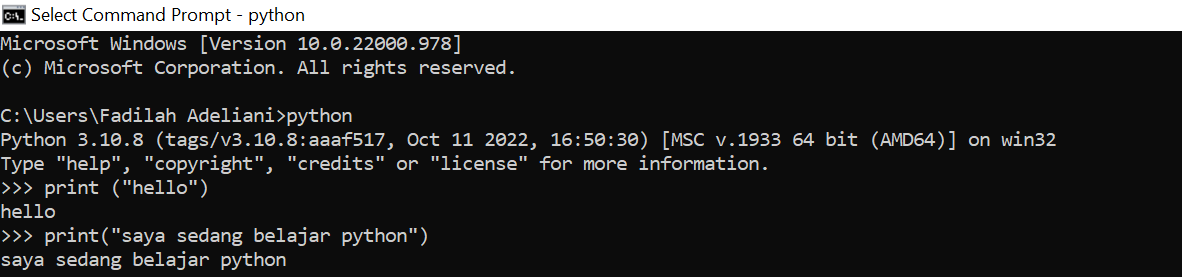 Select Command Prompt - python
Microsoft Windows [Version 10.0.22000.978]
(c) Microsoft Corporation. All rights reserved.
C:\Users\Fadilah Adeliani>python
Python 3.10.8 (tags/v3.10.8:aaaf517, Oct 11 2022, 16:50:30) [MSC v.1933 64 bit (AMD64)] on win32
Type "help", "copyright", "credits" or "license" for more information.
>>> print ("hello")
hello
>>> print("saya sedang belajar python")
saya sedang belajar python